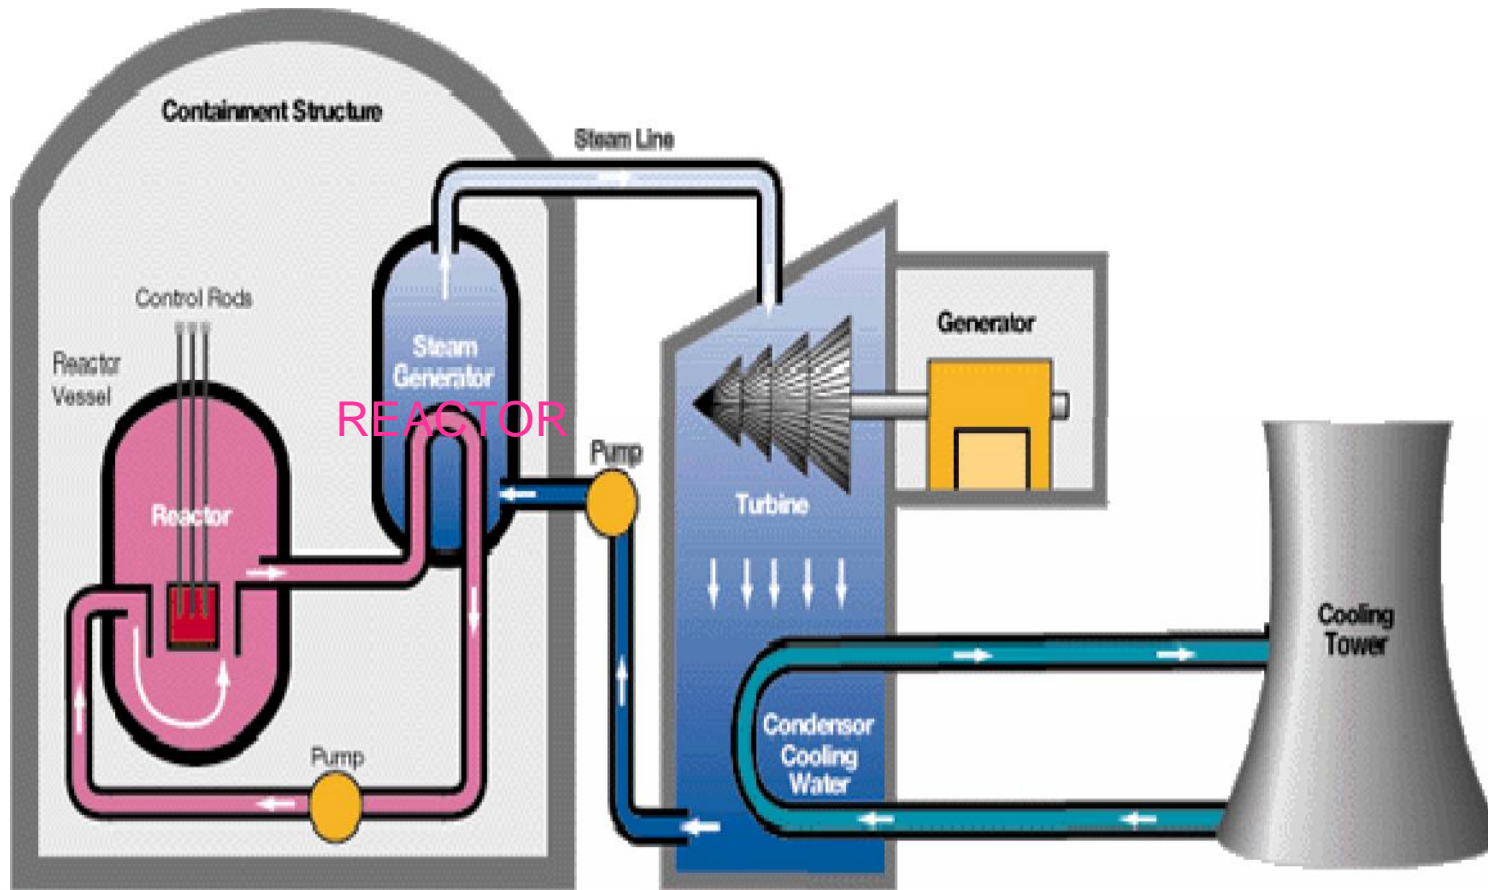 Containment Structure
Steam Line
Control Rods
Reactor
Vessel
Steam
Generator
REACTOR
Generator
Pump
Reactor
Turbine
Cooling
Tower
Condensor
Cooling
Water
Pump